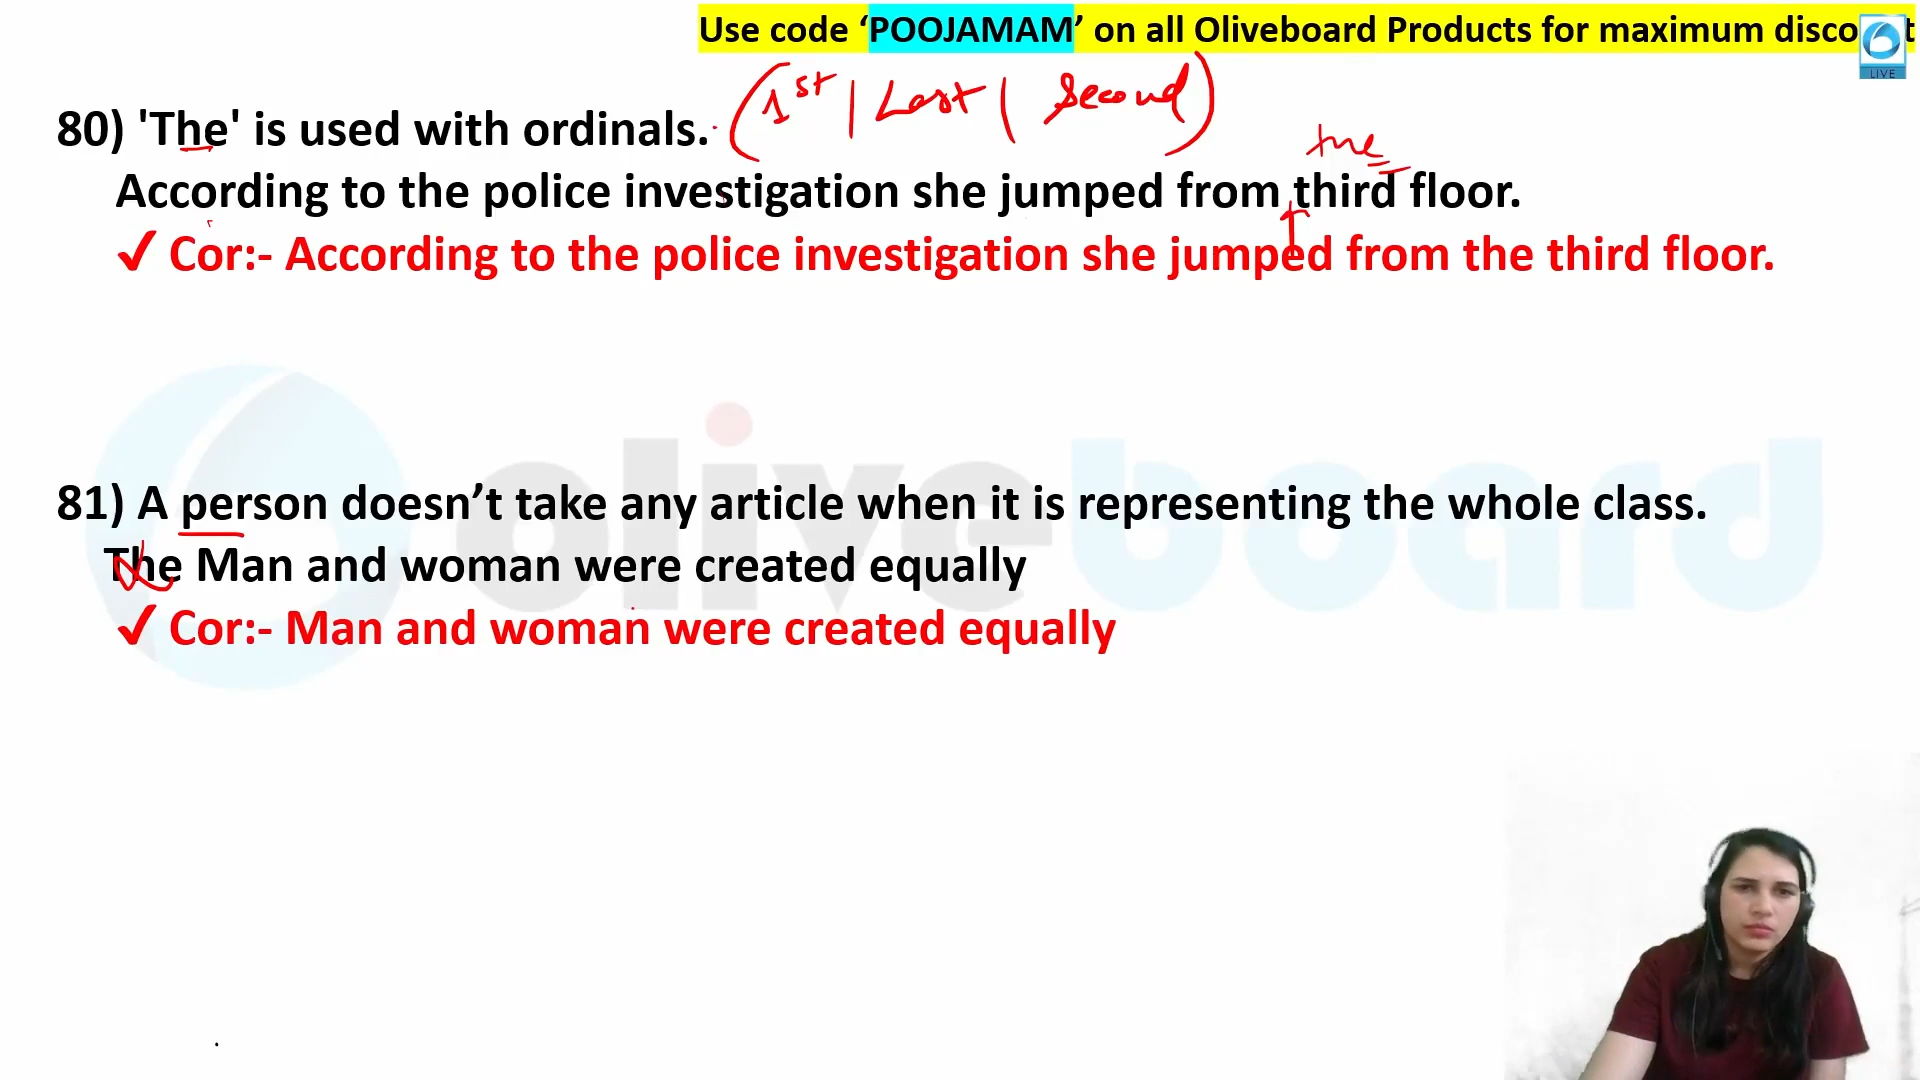 Use code ‘POOJAMAM’ on all Oliveboard Products for maximum disco t
LIVE
80) 'The' is used with ordinals. (1st | Last | Second)
the
According to the police investigation she jumped from third floor.
✔ Cor:- According to the police investigation she jumped from the third floor.
81) A person doesn’t take any article when it is representing the whole class.
The Man and woman were created equally
✔ Cor:- Man and woman were created equally
oliveboard